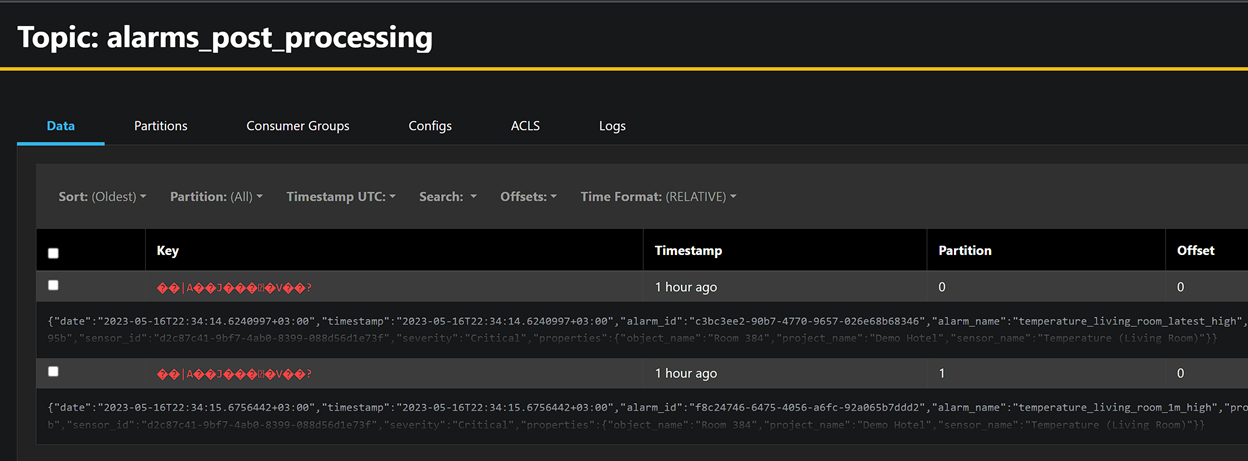 Topic: alarms_post_processing
Data Partitions Consumer Groups Configs ACLS Logs
Sort: (Oldest) Partition: (All) Timestamp UTC: Search: Offsets: Time Format: (RELATIVE)
Key Timestamp Partition Offset
��|A��J����V��? 1 hour ago 0 0
{"date":"2023-05-16T22:34:14.6240997+03:00","timestamp":"2023-05-16T22:34:14.6240997+03:00","alarm_id":"c3bc3ee2-90b7-4770-9657-026e68b68346","alarm_name":"temperature_living_room_latest_high",
95b","sensor_id":"d2c87c41-9bf7-4ab0-8399-088d56d1e73f","severity":"Critical","properties":{"object_name":"Room 384","project_name":"Demo Hotel","sensor_name":"Temperature (Living Room)"}}
��|A��J����V��? 1 hour ago 1 0
{"date":"2023-05-16T22:34:15.6756442+03:00","timestamp":"2023-05-16T22:34:15.6756442+03:00","alarm_id":"f8c24746-6475-4056-a6fc-92a065b7ddd2","alarm_name":"temperature_living_room_1m_high","pro
b","sensor_id":"d2c87c41-9bf7-4ab0-8399-088d56d1e73f","severity":"Critical","properties":{"object_name":"Room 384","project_name":"Demo Hotel","sensor_name":"Temperature (Living Room)"}}